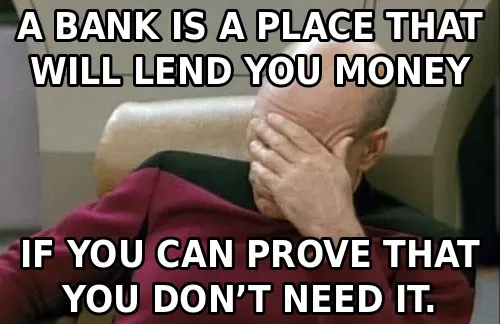 A BANK IS A PLACE THAT
WILL LEND YOU MONEY
IF YOU CAN PROVE THAT
YOU DON'T NEED IT.